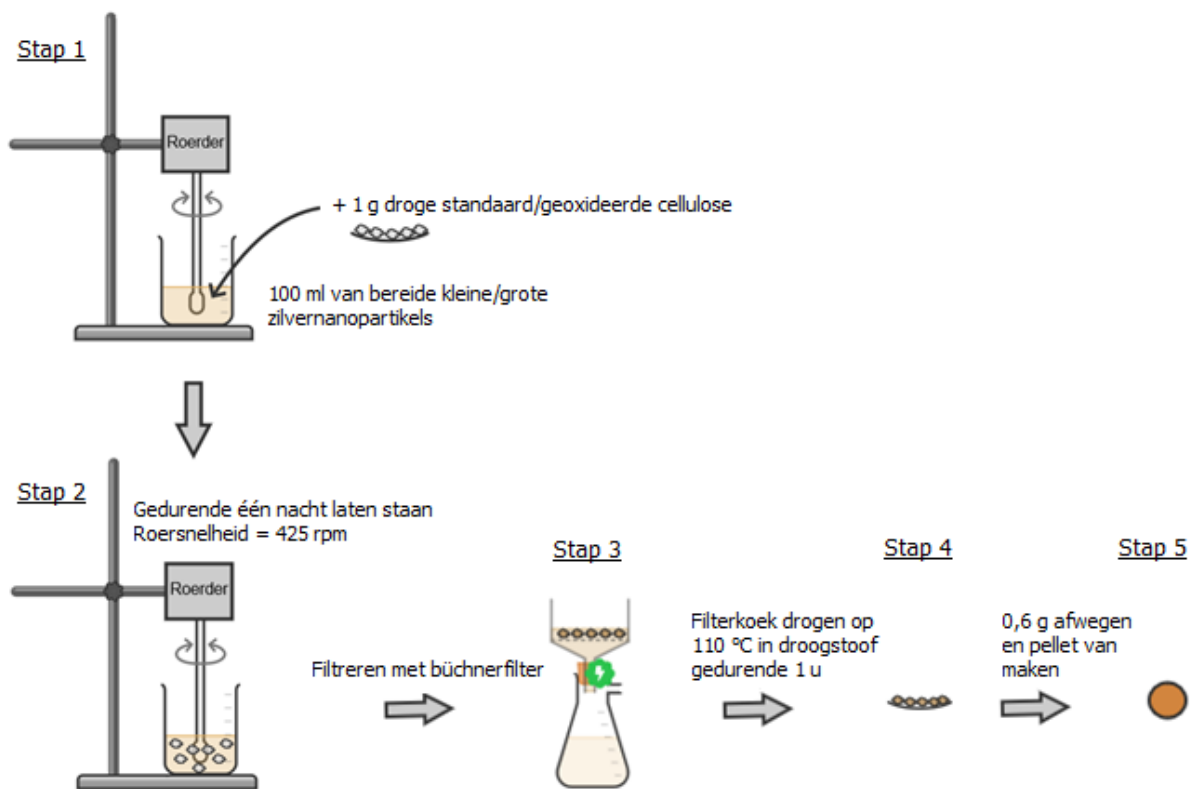 Stap 1
Roerder
+ 1 g droge standaard/geoxideerde cellulose
100 ml van bereide kleine/grote
zilvernanopartikels
Stap 2
Gedurende één nacht laten staan
Roersnelheid = 425 rpm
Roerder
Filtreren met büchnerfilter
Stap 3
Filterkoek drogen op
110 °C in droogstoof
gedurende 1 u
Stap 4
0,6 g afwegen
en pellet van
maken
Stap 5